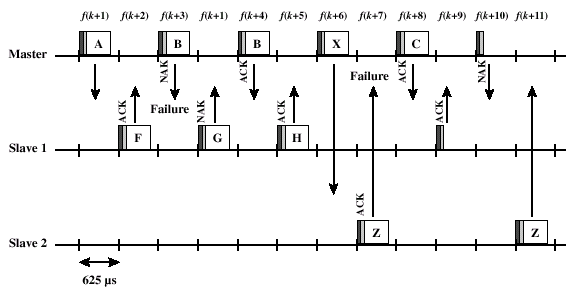 f(k+1) f(k+2) f(k+3) f(k+1) f(k+4) f(k+5) f(k+6) f(k+7) f(k+8) f(k+9) f(k+10) f(k+11)
A B B X C
Master
NAK ACK Failure ACK NAK
ACK Failure NAK ACK ACK
F G H
Slave 1
ACK
Z Z
Slave 2
625 µs